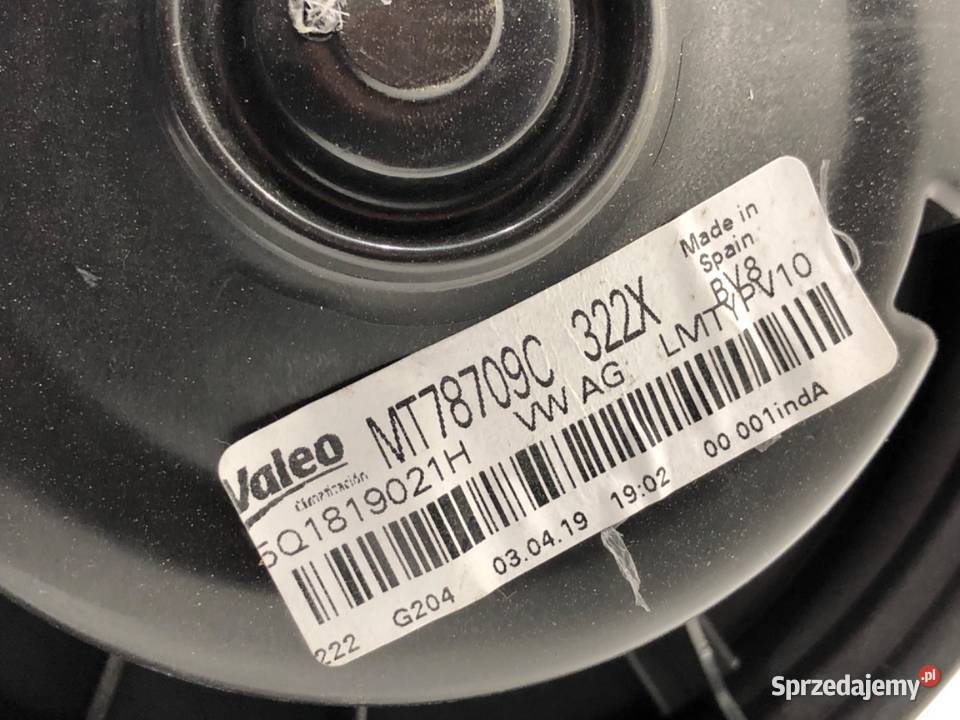 Made in
Spain
BV8
Valeo MT78709C 322X
Climatización
5Q1819021H VW AG LMTYPV10
222 G204 03.04.19 19:02 00 001indA
Sprzedajemy.pl